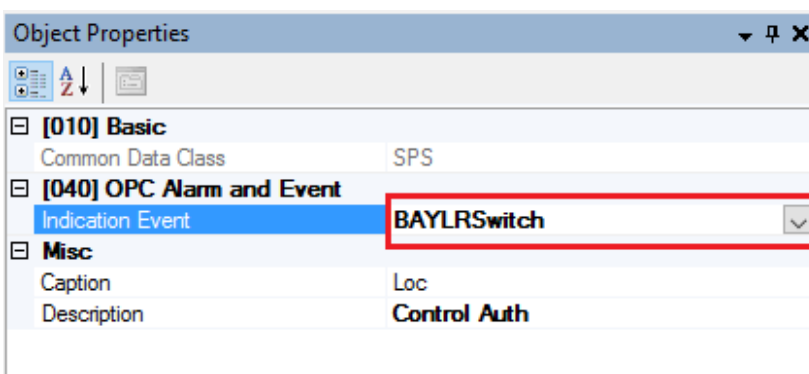 Object Properties
[010] Basic
Common Data Class SPS
[040] OPC Alarm and Event
Indication Event BAYLRSwitch
Misc
Caption Loc
Description Control Auth